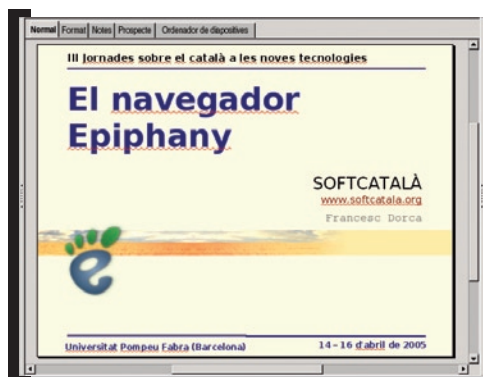 Normal Format Notes Prospecte Ordenador de diapositives
III Jornades sobre el català a les noves tecnologies
El navegador
Epiphany
SOFTCATALÀ
www.softcatala.org
Francesc Dorca
Universitat Pompeu Fabra (Barcelona) 14-16 d'abril de 2005